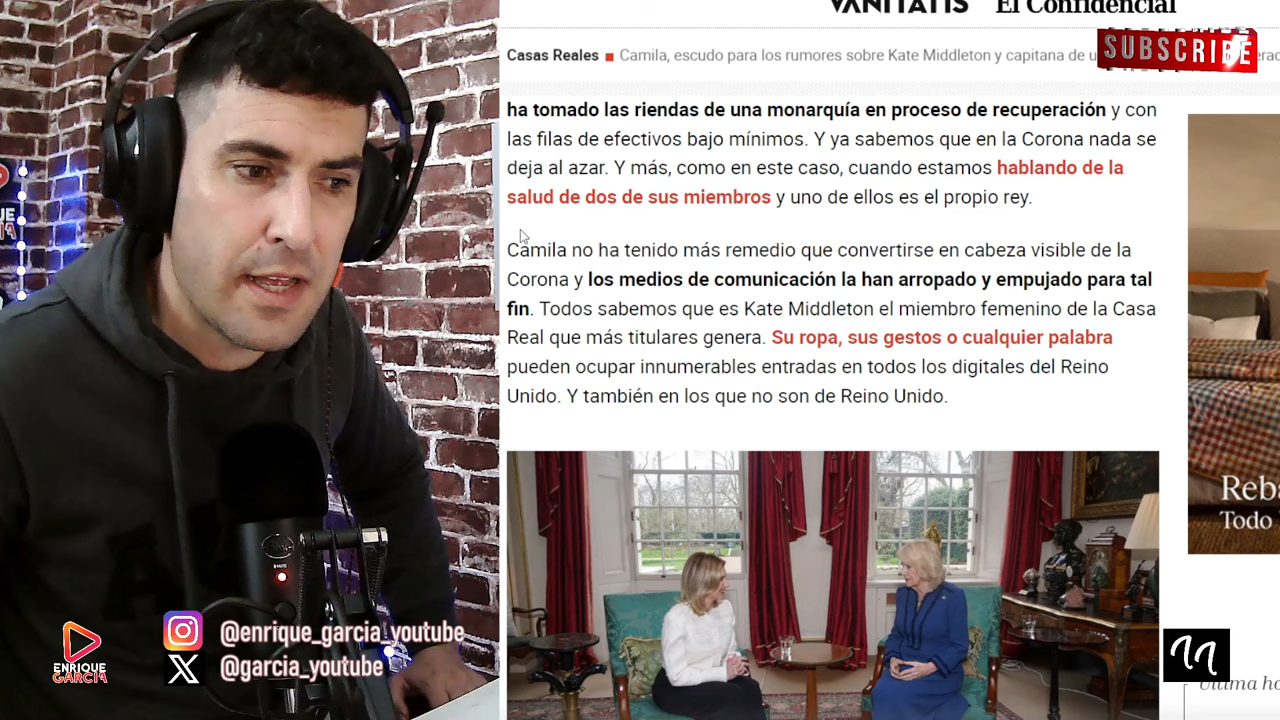 VANITATIS El Confidencial
SUBSCRIBE
Casas Reales ■ Camila, escudo para los rumores sobre Kate Middleton y capitana de
ha tomado las riendas de una monarquía en proceso de recuperación y con
las filas de efectivos bajo mínimos. Y ya sabemos que en la Corona nada se
deja al azar. Y más, como en este caso, cuando estamos hablando de la
salud de dos de sus miembros y uno de ellos es el propio rey.
Camila no ha tenido más remedio que convertirse en cabeza visible de la
Corona y los medios de comunicación la han arropado y empujado para tal
fin. Todos sabemos que es Kate Middleton el miembro femenino de la Casa
Real que más titulares genera. Su ropa, sus gestos o cualquier palabra
pueden ocupar innumerables entradas en todos los digitales del Reino
Unido. Y también en los que no son de Reino Unido.
Todo
@enrique_garcia_youtube
@garcia_youtube
ENRIQUE
GARCIA